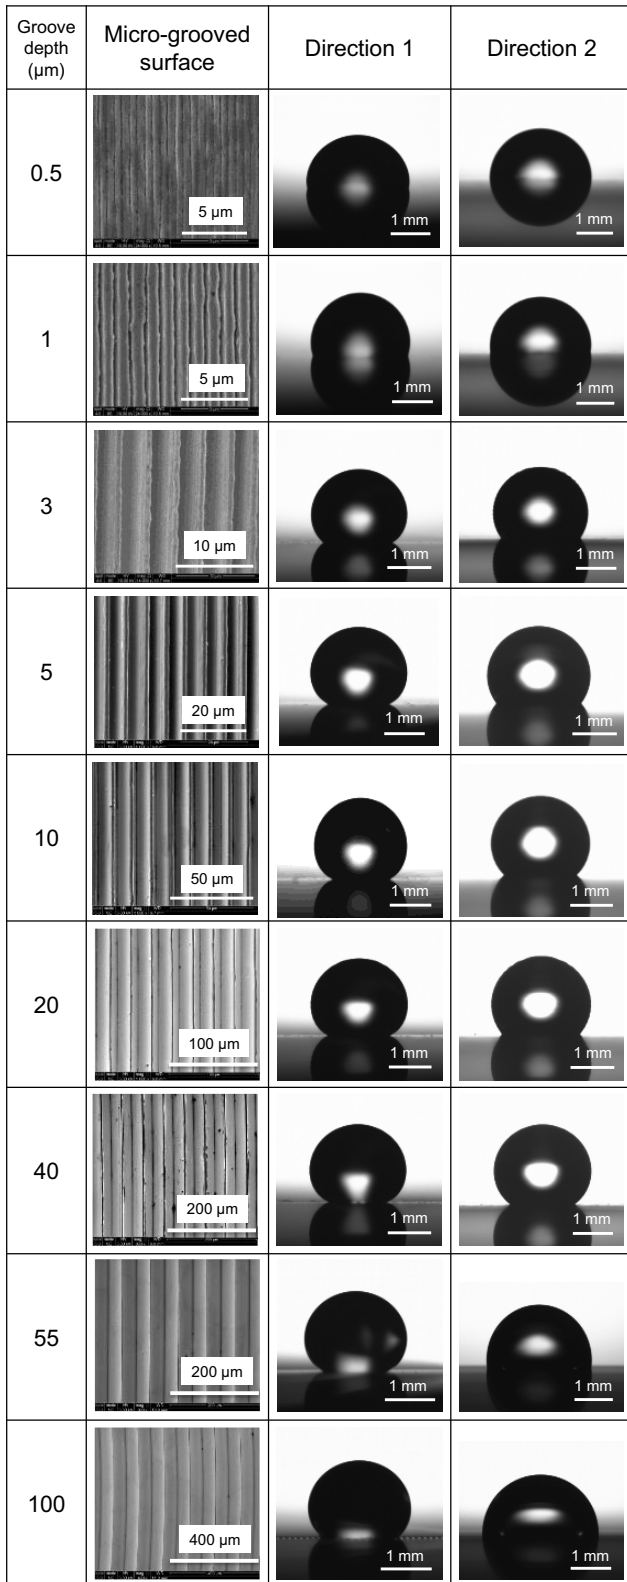 Groove
depth
(µm)
Micro-grooved
surface
Direction 1
Direction 2
0.5
5 µm
1 mm
1 mm
1
5 µm
1 mm
1 mm
3
10 µm
1 mm
1 mm
5
20 µm
1 mm
1 mm
10
50 µm
1 mm
1 mm
20
100 µm
1 mm
1 mm
40
200 µm
1 mm
1 mm
55
200 µm
1 mm
1 mm
100
400 µm
1 mm
1 mm